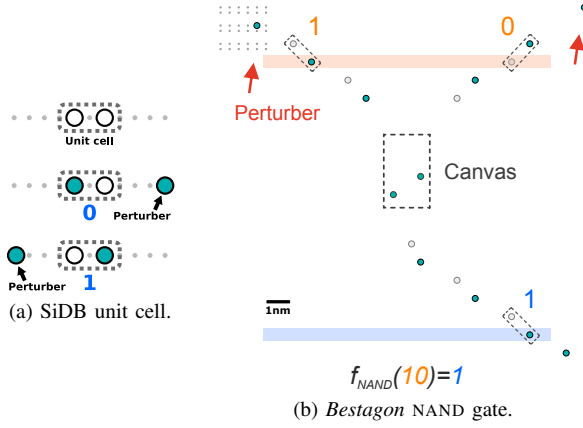 Unit cell
0
Perturber
Perturber
1
(a) SiDB unit cell.
1
0
Perturber
Canvas
1nm
1
f_NAND(10)=1
(b) Bestagon NAND gate.